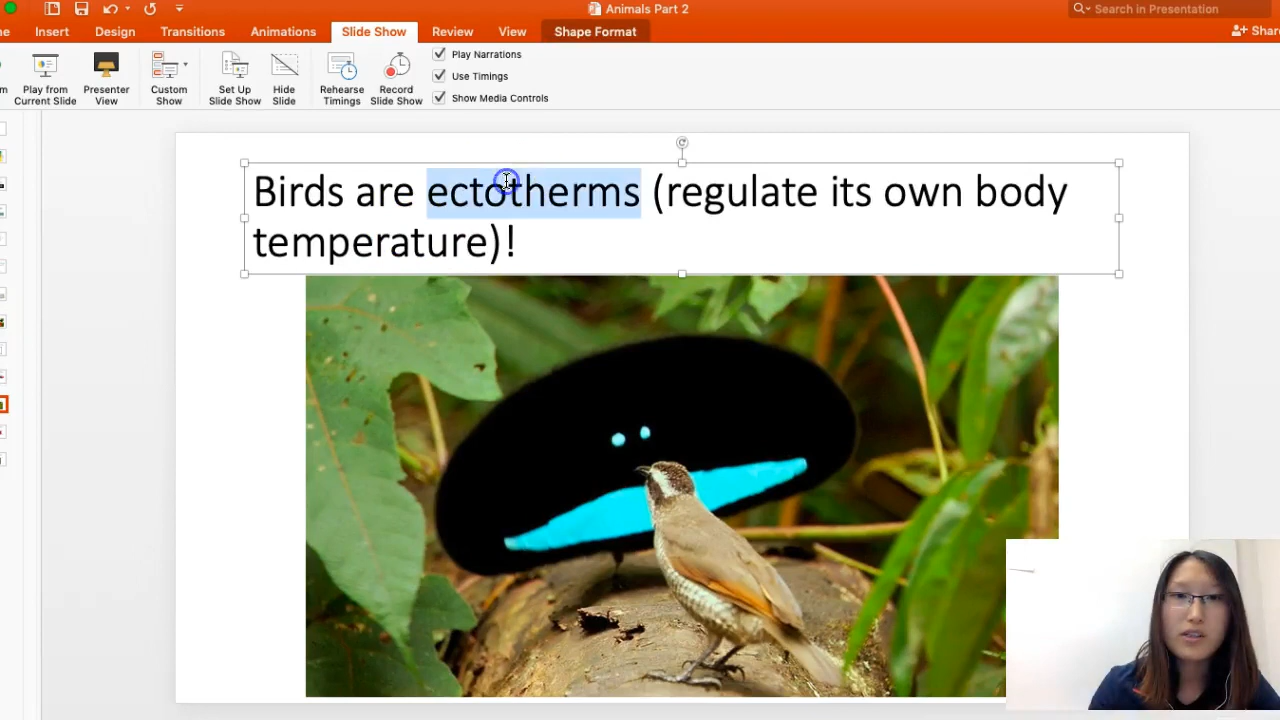 Animals Part 2
Search in Presentation
Insert
Design
Transitions
Animations
Slide Show
Review
View
Shape Format
Play from
Current Slide
Presenter
View
Custom
Show
Set Up
Slide Show
Hide
Slide
Rehearse
Timings
Record
Slide Show
Play Narrations
Use Timings
Show Media Controls
Birds are ectotherms (regulate its own body
temperature)!